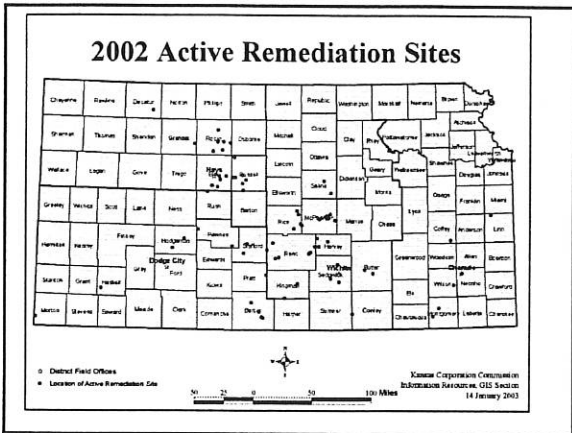 2002 Active Remediation Sites
Cheyenne Rawlins Decatur Norton Phillips Smith Jewell Republic Washington Marshall Nemaha Brown Doniphan
Sherman Thomas Sheridan Graham Rooks Osborne Mitchell Cloud Clay Riley Pottawatomie Jackson Atchison
Jefferson Leavenworth
Wallace Logan Gove Trego Hays Ellis Russell Lincoln Ottawa Dickinson Geary Wabaunsee Shawnee Douglas Johnson
Ellsworth Saline Morris Osage Franklin Miami
Greeley Wichita Scott Lane Ness Rush Barton Rice McPherson Marion Chase Lyon Coffey Anderson Linn
Hamilton Kearny Finney Hodgeman Pawnee Stafford Reno Harvey Greenwood Woodson Allen Bourbon
Dodge City Edwards Wichita Butler Chanute
Stanton Grant Haskell Gray Ford Kiowa Pratt Kingman Sedgwick Elk Wilson Neosho Crawford
Morton Stevens Seward Meade Clark Comanche Barber Harper Sumner Cowley Chautauqua Montgomery Labette Cherokee
District Field Offices
Location of Active Remediation Site
50 25 0 50 100 Miles
Kansas Corporation Commission
Information Resources, GIS Section
14 January 2003